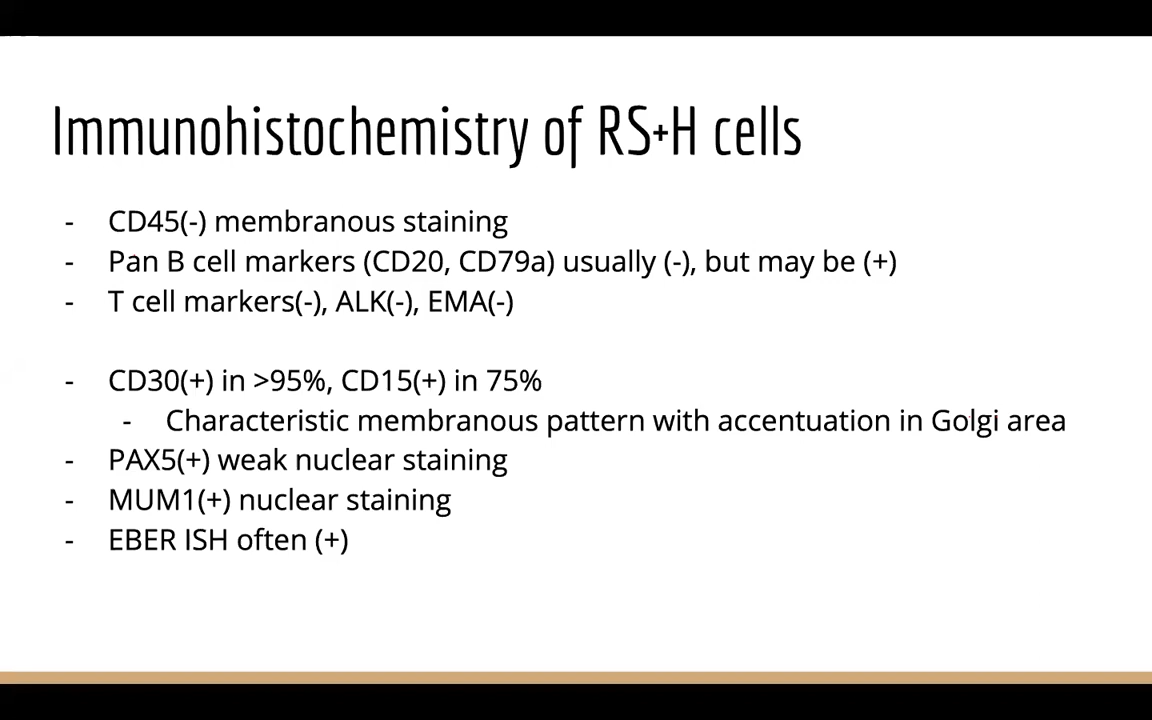 Immunohistochemistry of RS+H cells
- CD45(-) membranous staining
- Pan B cell markers (CD20, CD79a) usually (-), but may be (+)
- T cell markers(-), ALK(-), EMA(-)
- CD30(+) in >95%, CD15(+) in 75%
- Characteristic membranous pattern with accentuation in Golgi area
- PAX5(+) weak nuclear staining
- MUM1(+) nuclear staining
- EBER ISH often (+)